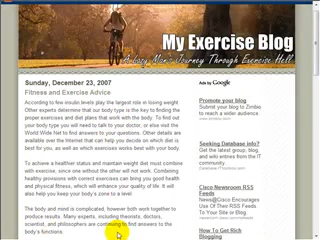 My Exercise Blog
A Lazy Man's Journey Through Exercise Hell!
Sunday, December 23, 2007
Fitness and Exercise Advice
According to few insulin levels play the largest role in losing weight
Other experts determine that our body type is the key to finding
the proper exercises and diet plans that work with the body. To find
out your body type you will need to talk to your doctor, or else visit the
World Wide Net to find answers to your questions. Other details
are available over the Internet that can help you decide on which diet is
best for you, as well as which exercises works best with your body
To achieve a healthier status and maintain weight diet must combine
with exercise, since one without the other will not work. Combining
healthy provisions with correct exercises can bring you good health
and physical fitness, which will enhance your quality of life. It will
also help you keep your body's zone to a level
The body and mind is complicated, however both work together to
produce results. Many experts, including theorists, doctors,
scientist, and philosophers are continuing to find answers to the
body's functions
Ads by Google
Promote your blog
Submit your blog to Zimbio
to reach a wider audience.
www.zimbio.com
Seeking Database info?
Get the latest group, blog,
and wiki entries from the IT
community.
Database.ITtoolbox.com
Cisco Newsroom RSS
Feeds
News@Cisco Encourages
Use Of Their RSS Feeds
To Your Site or Blog.
How To Get Rich
Blogging